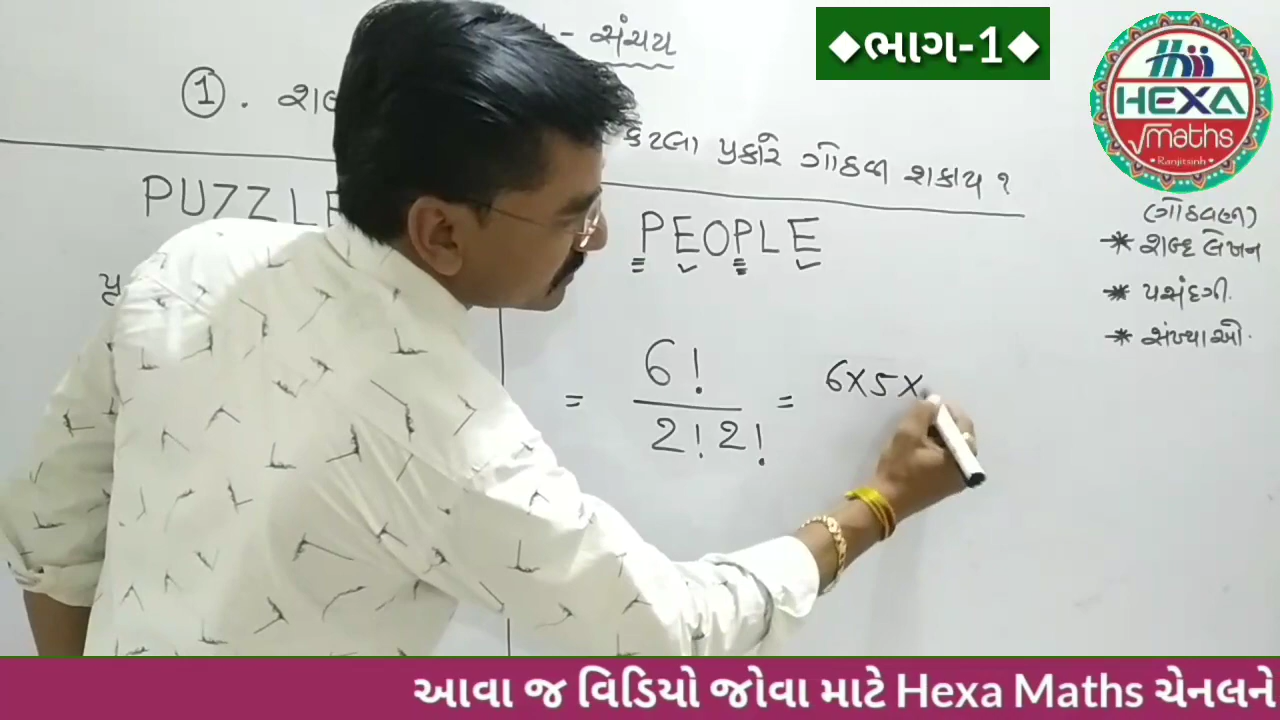 ◆ભાગ-1◆
HEXA
maths
Ranjitsinh
- સંચય
① . શબ
કેટલા પ્રકારે ગોઠવી શકાય ?
PUZZLE
PEOPLE
(ગોઠવણ)
* શબ્દ લેખન
* પસંદગી.
* સંખ્યાઓ.
= 6! / 2! 2! = 6×5×
આવા જ વિડિયો જોવા માટે Hexa Maths ચેનલને